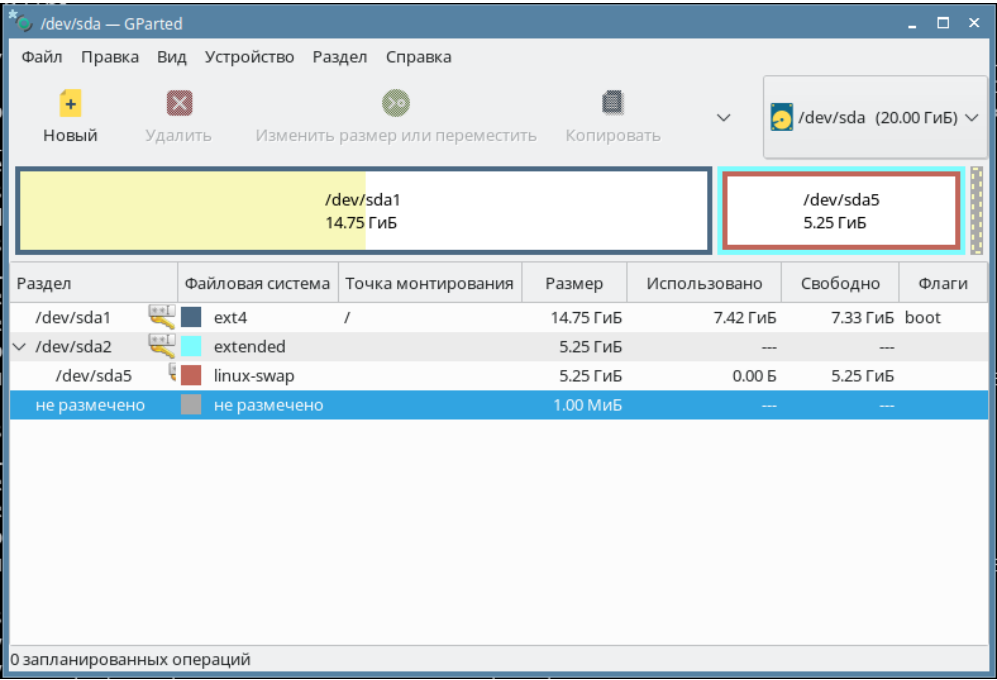 /dev/sda — GParted
Файл Правка Вид Устройство Раздел Справка
Новый Удалить Изменить размер или переместить Копировать /dev/sda (20.00 ГиБ)
/dev/sda1 /dev/sda5
14.75 ГиБ 5.25 ГиБ
Раздел Файловая система Точка монтирования Размер Использовано Свободно Флаги
/dev/sda1 ext4 / 14.75 ГиБ 7.42 ГиБ 7.33 ГиБ boot
/dev/sda2 extended 5.25 ГиБ --- ---
/dev/sda5 linux-swap 5.25 ГиБ 0.00 Б 5.25 ГиБ
не размечено не размечено 1.00 МиБ --- ---
0 запланированных операций